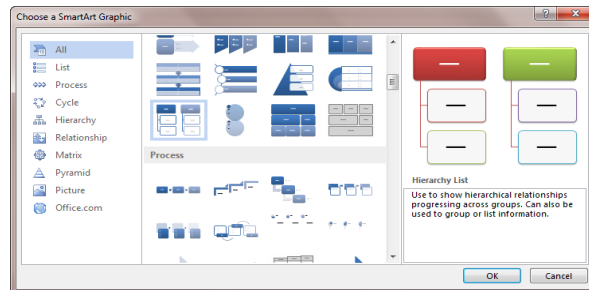 Choose a SmartArt Graphic
All
List
Process
Cycle
Hierarchy
Relationship
Matrix
Pyramid
Picture
Office.com
Process
Hierarchy List
Use to show hierarchical relationships
progressing across groups. Can also be
used to group or list information.
OK
Cancel